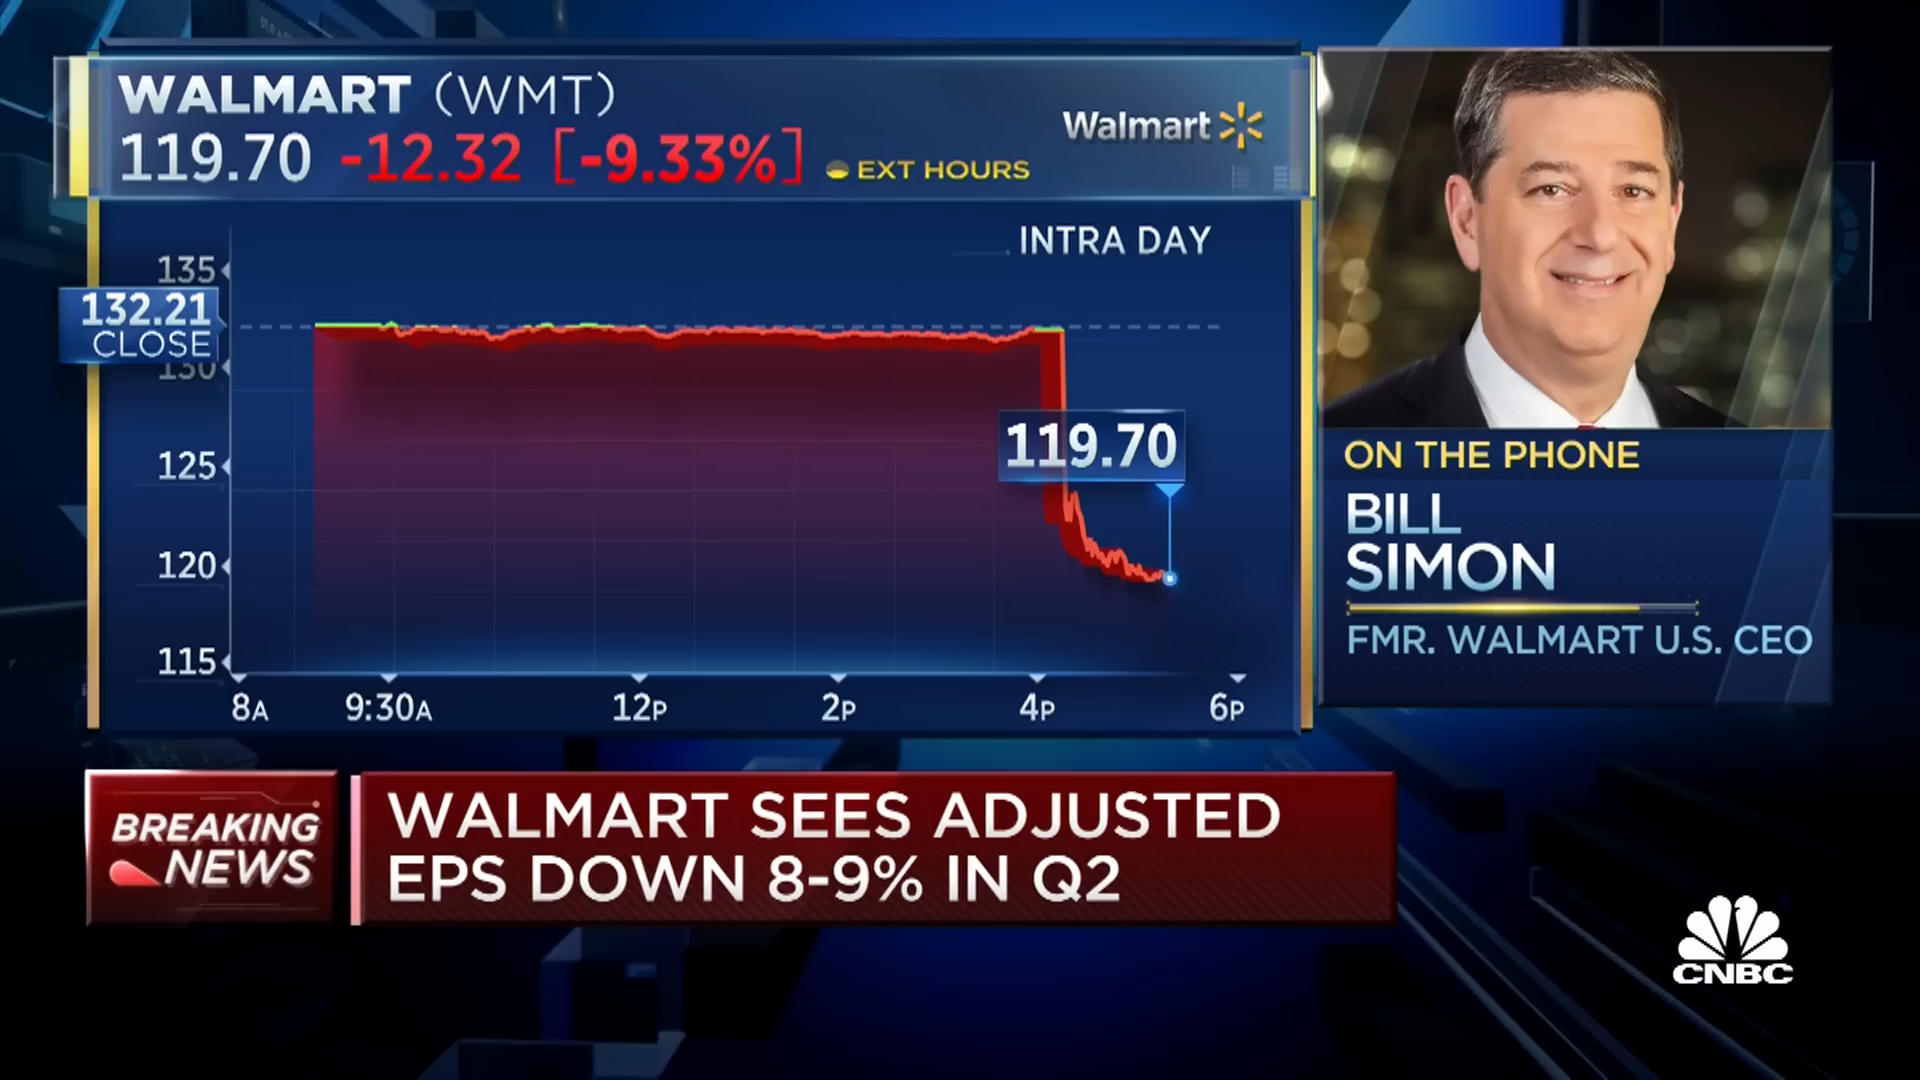 WALMART (WMT)
119.70 -12.32 [-9.33%] EXT HOURS
Walmart
INTRA DAY
135
132.21
CLOSE
130
125
120
115
119.70
8A 9:30A 12P 2P 4P 6P
ON THE PHONE
BILL
SIMON
FMR. WALMART U.S. CEO
BREAKING
NEWS
WALMART SEES ADJUSTED
EPS DOWN 8-9% IN Q2
CNBC